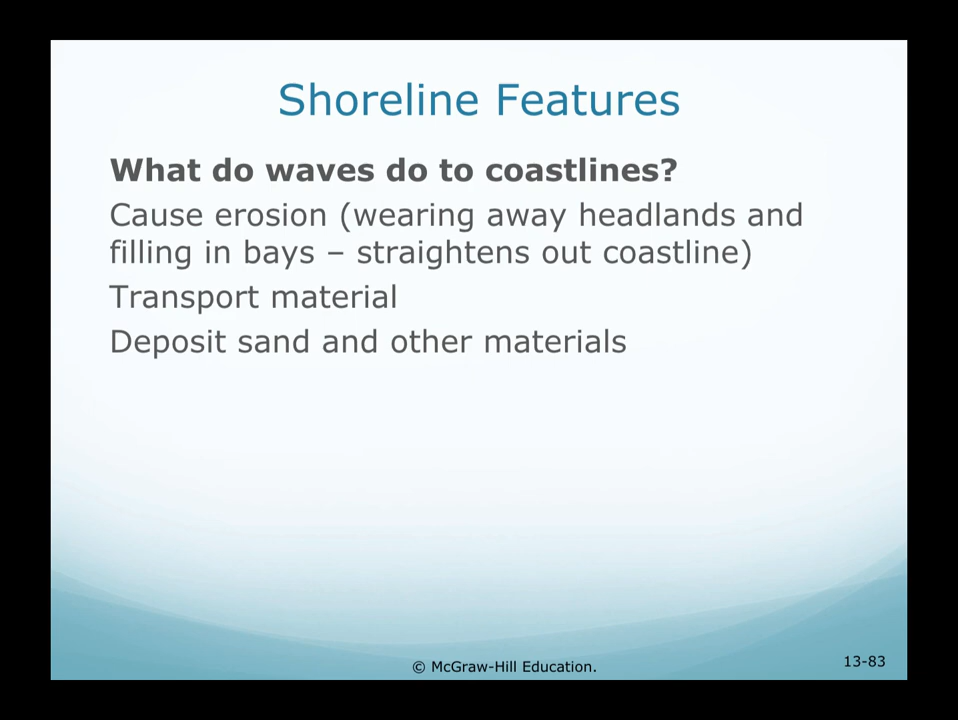 Shoreline Features
What do waves do to coastlines?
Cause erosion (wearing away headlands and
filling in bays – straightens out coastline)
Transport material
Deposit sand and other materials
© McGraw-Hill Education.
13-83